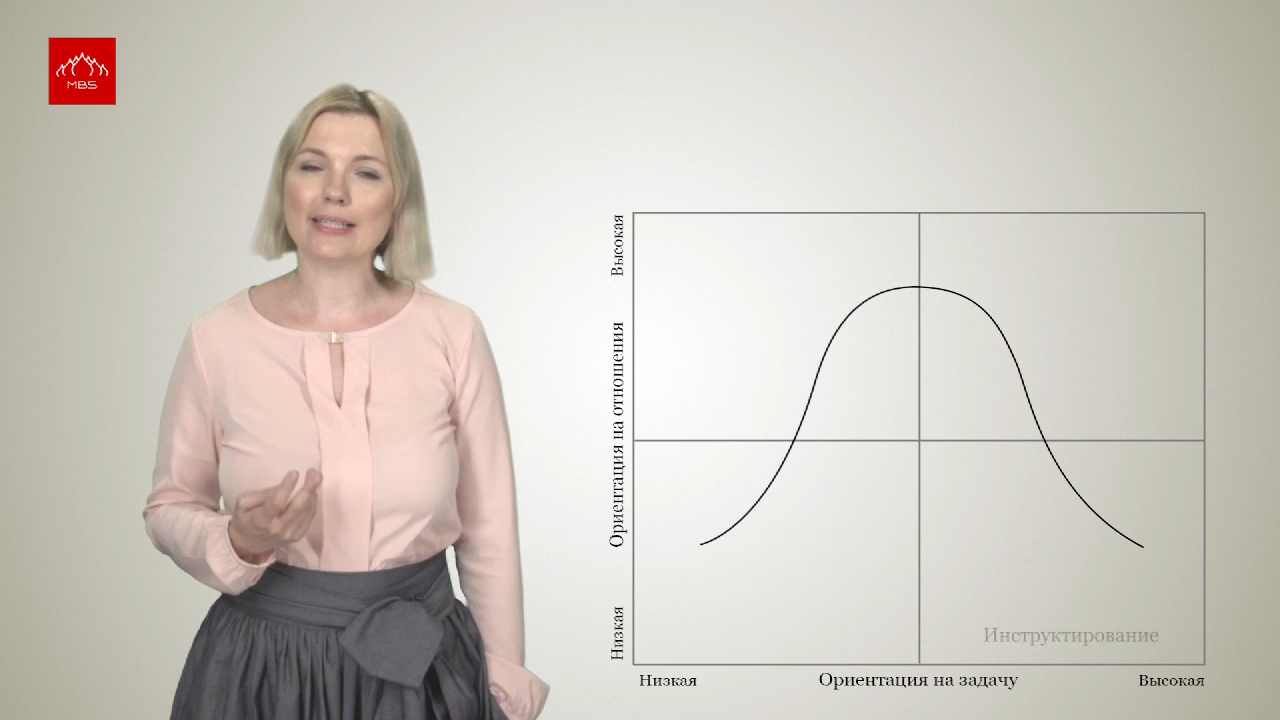 MBS
Высокая
Ориентация на отношения
Низкая
Инструктирование
Низкая
Ориентация на задачу
Высокая